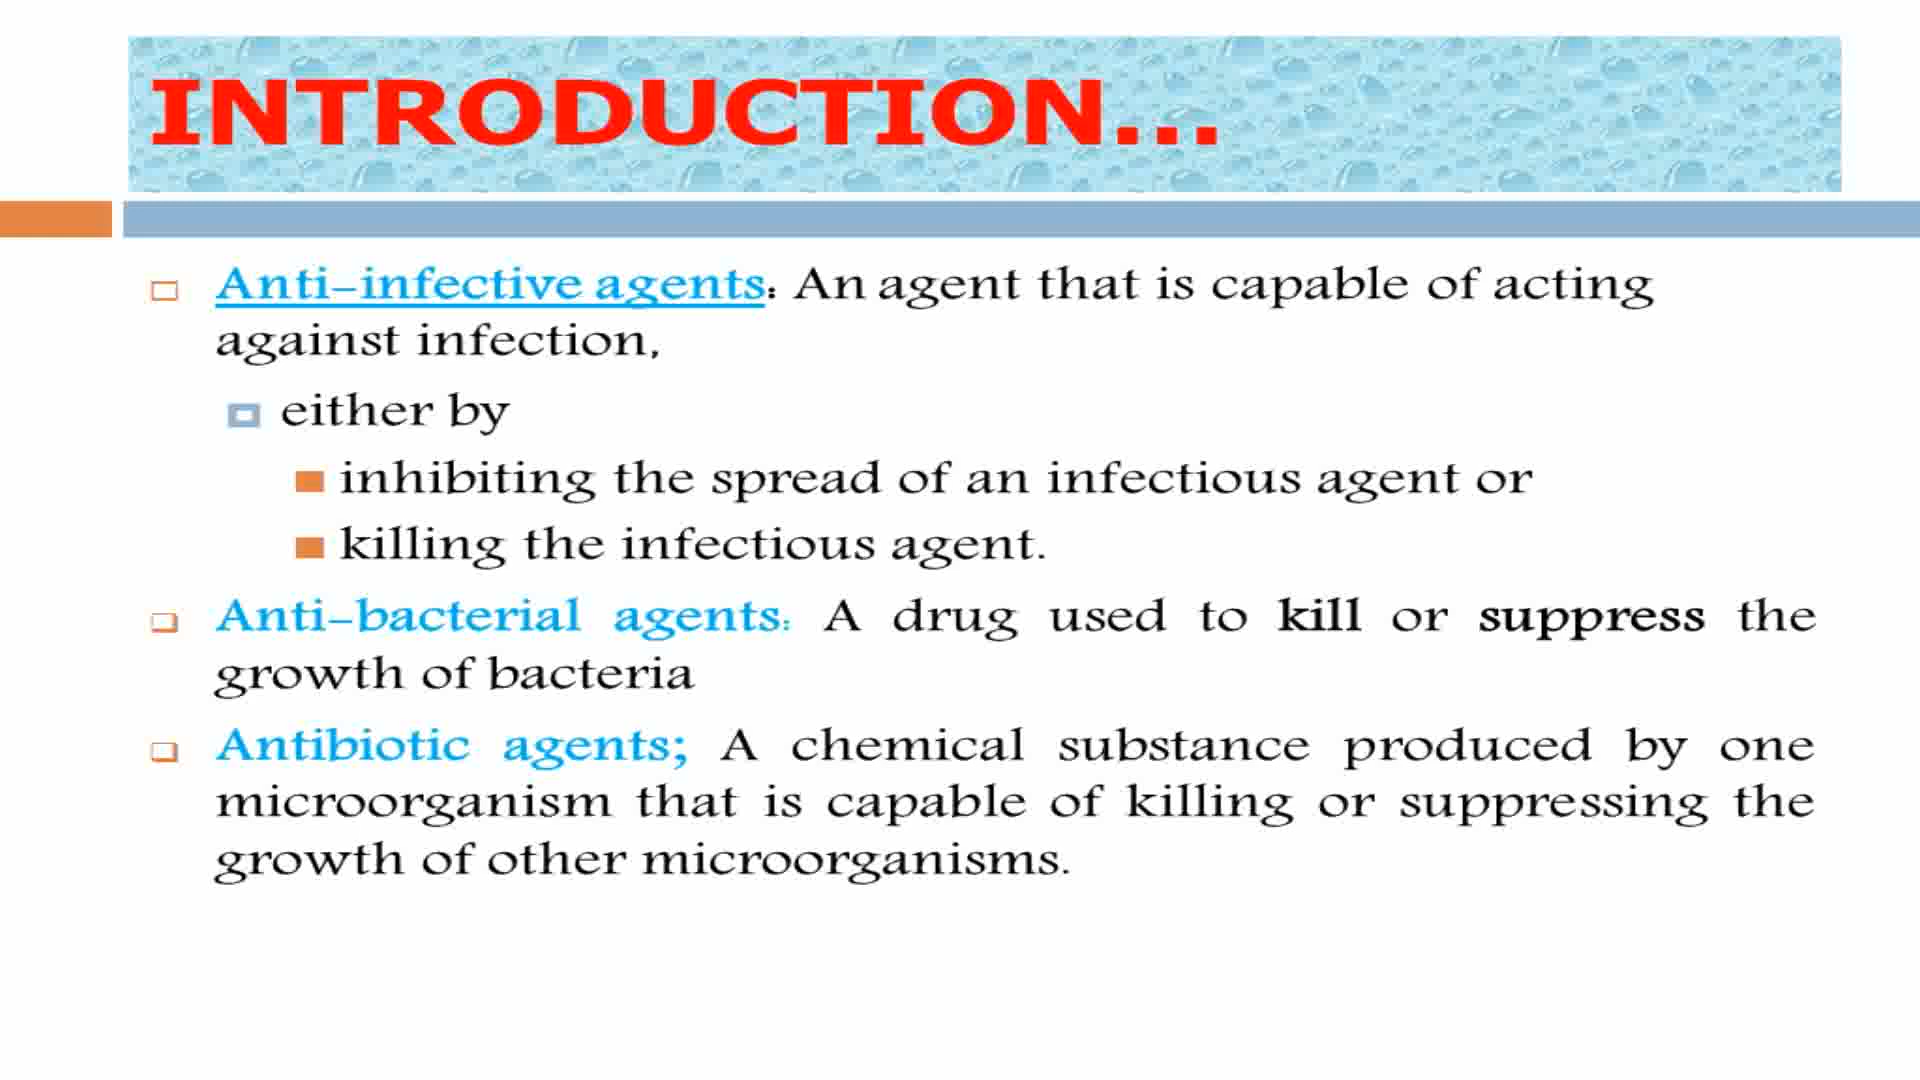 INTRODUCTION...
Anti-infective agents: An agent that is capable of acting
against infection,
either by
inhibiting the spread of an infectious agent or
killing the infectious agent.
Anti-bacterial agents: A drug used to kill or suppress the
growth of bacteria
Antibiotic agents; A chemical substance produced by one
microorganism that is capable of killing or suppressing the
growth of other microorganisms.